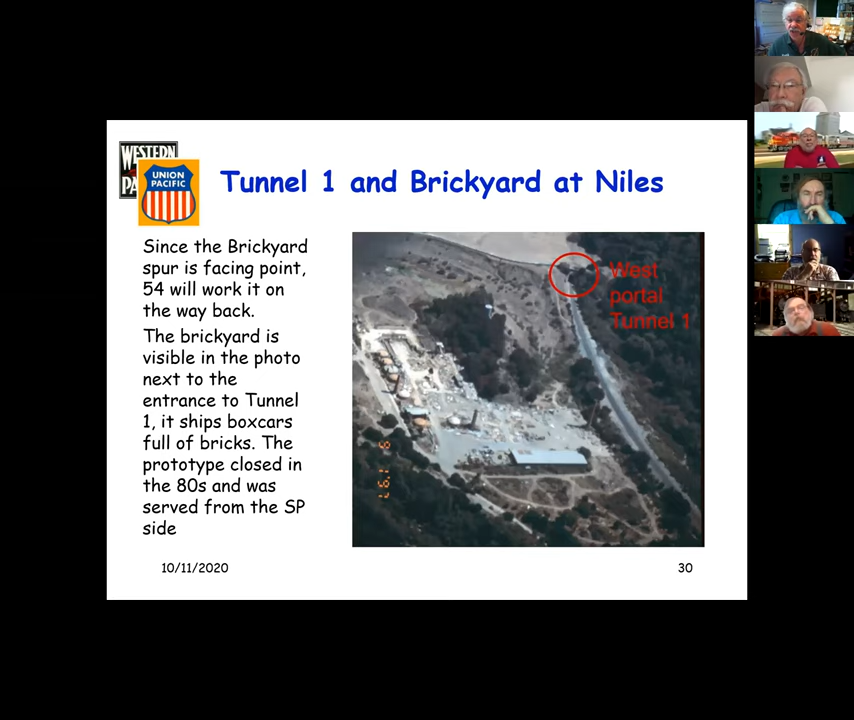 WESTERN
PA
UNION
PACIFIC
Tunnel 1 and Brickyard at Niles
Since the Brickyard
spur is facing point,
54 will work it on
the way back.
The brickyard is
visible in the photo
next to the
entrance to Tunnel
1, it ships boxcars
full of bricks. The
prototype closed in
the 80s and was
served from the SP
side
West
portal
Tunnel 1
10/11/2020
30